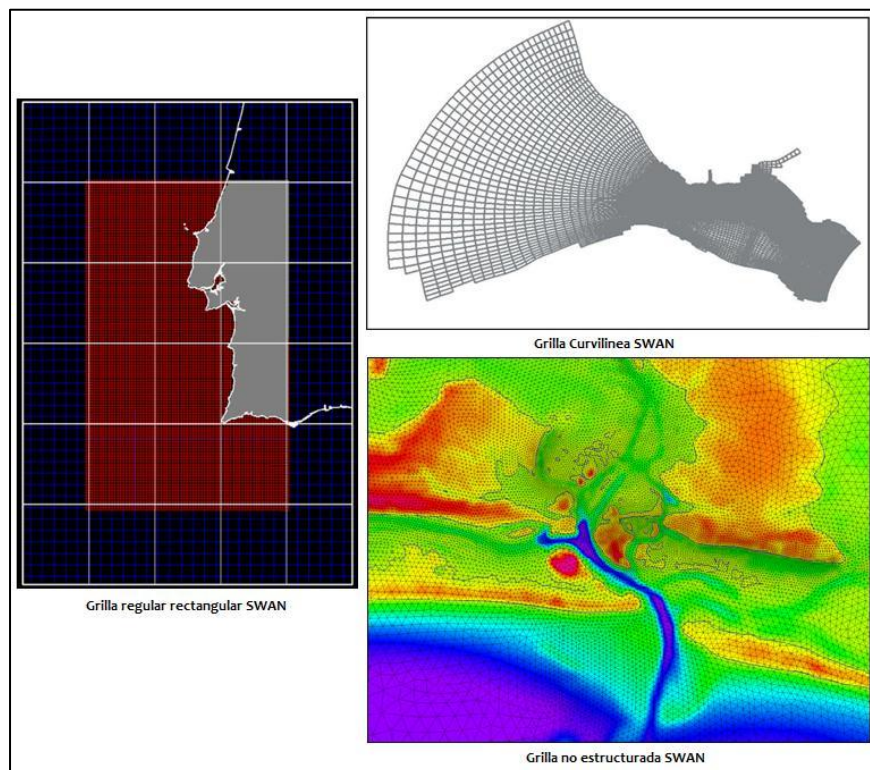 Grilla regular rectangular SWAN
Grilla Curvilinea SWAN
Grilla no estructurada SWAN